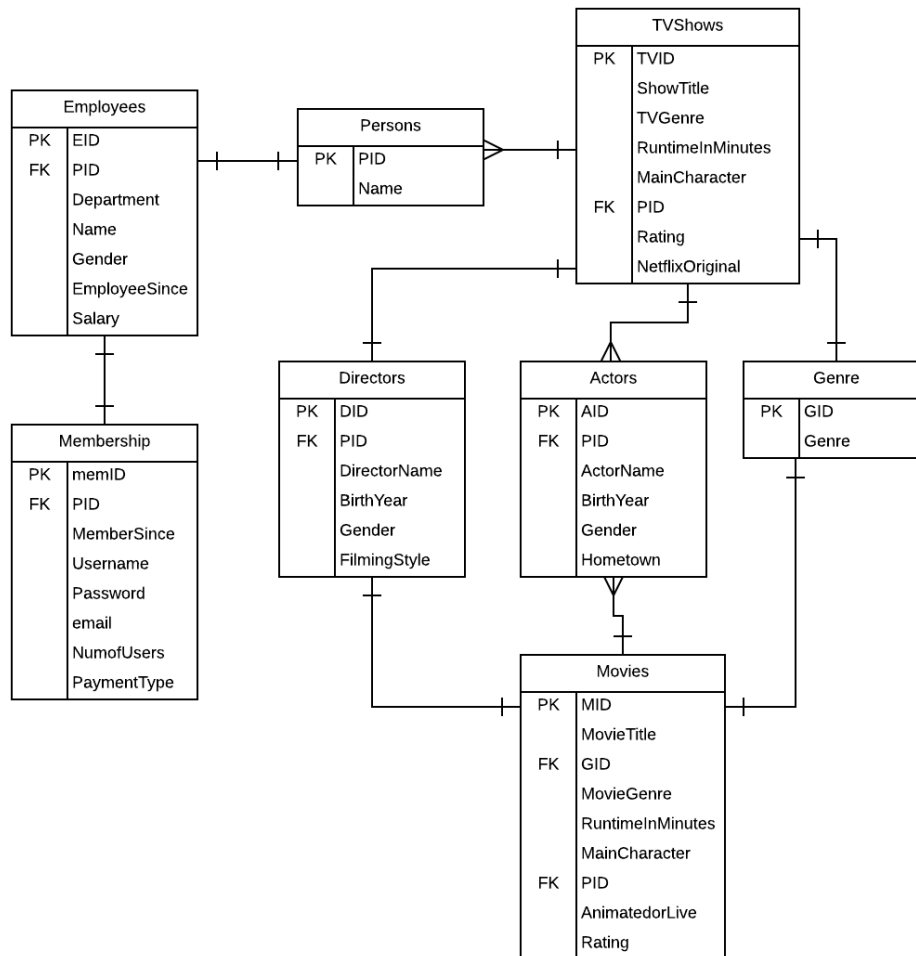 TVShows
PK TVID
ShowTitle
TVGenre
RuntimeInMinutes
MainCharacter
FK PID
Rating
NetflixOriginal
Employees
PK EID
FK PID
Department
Name
Gender
EmployeeSince
Salary
Persons
PK PID
Name
Directors
PK DID
FK PID
DirectorName
BirthYear
Gender
FilmingStyle
Actors
PK AID
FK PID
ActorName
BirthYear
Gender
Hometown
Genre
PK GID
Genre
Membership
PK memID
FK PID
MemberSince
Username
Password
email
NumofUsers
PaymentType
Movies
PK MID
MovieTitle
FK GID
MovieGenre
RuntimeInMinutes
MainCharacter
FK PID
AnimatedorLive
Rating